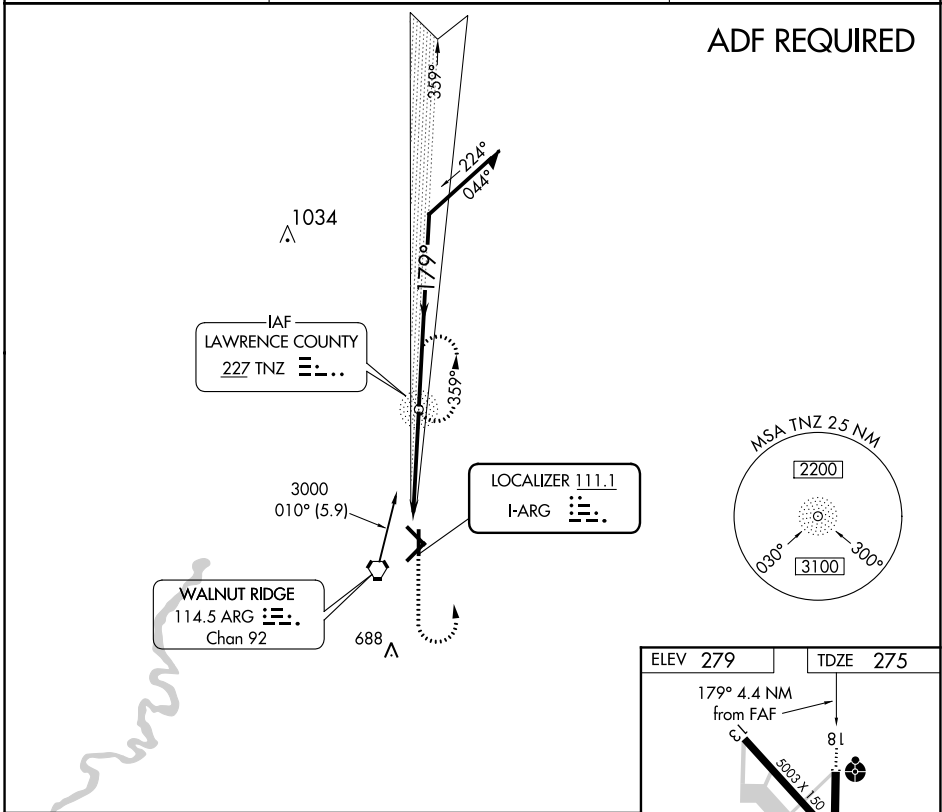 ADF REQUIRED
359°
224°
044°
1034
179°
IAF
LAWRENCE COUNTY
227 TNZ
359°
MSA TNZ 25 NM
2200
030°
300°
3100
LOCALIZER 111.1
I-ARG
3000
010° (5.9)
WALNUT RIDGE
114.5 ARG
Chan 92
688
ELEV 279
TDZE 275
179° 4.4 NM
from FAF
13
18
5003 X 150